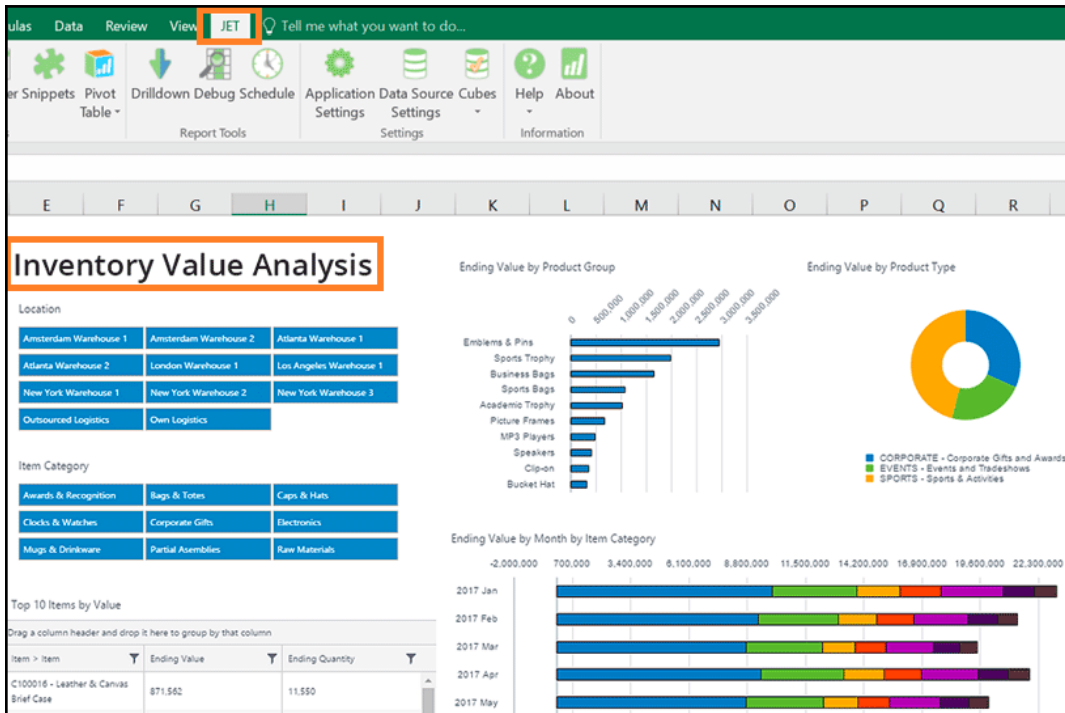 ulas Data Review View JET Tell me what you want to do...
er Snippets Pivot Table Drilldown Debug Schedule Application Settings Data Source Settings Cubes Help About
Report Tools Settings Information
E F G H I J K L M N O P Q R
Inventory Value Analysis
Location
Amsterdam Warehouse 1 Amsterdam Warehouse 2 Atlanta Warehouse 1
Atlanta Warehouse 2 London Warehouse 1 Los Angeles Warehouse 1
New York Warehouse 1 New York Warehouse 2 New York Warehouse 3
Outsourced Logistics Own Logistics
Item Category
Awards & Recognition Bags & Totes Caps & Hats
Clocks & Watches Corporate Gifts Electronics
Mugs & Drinkware Partial Asemblies Raw Materials
Top 10 Items by Value
Drag a column header and drop it here to group by that column
Item > Item Ending Value Ending Quantity
C100016 - Leather & Canvas
Brief Case
871,562 11,550
Ending Value by Product Group
0 500,000 1,000,000 1,500,000 2,000,000 2,500,000 3,000,000 3,500,000
Emblems & Pins
Sports Trophy
Business Bags
Sports Bags
Academic Trophy
Picture Frames
MP3 Players
Speakers
Clip-on
Bucket Hat
Ending Value by Product Type
CORPORATE - Corporate Gifts and Awards
EVENTS - Events and Tradeshows
SPORTS - Sports & Activities
Ending Value by Month by Item Category
-2,000,000 700,000 3,400,000 6,100,000 8,800,000 11,500,000 14,200,000 16,900,000 19,600,000 22,300,000
2017 Jan
2017 Feb
2017 Mar
2017 Apr
2017 May